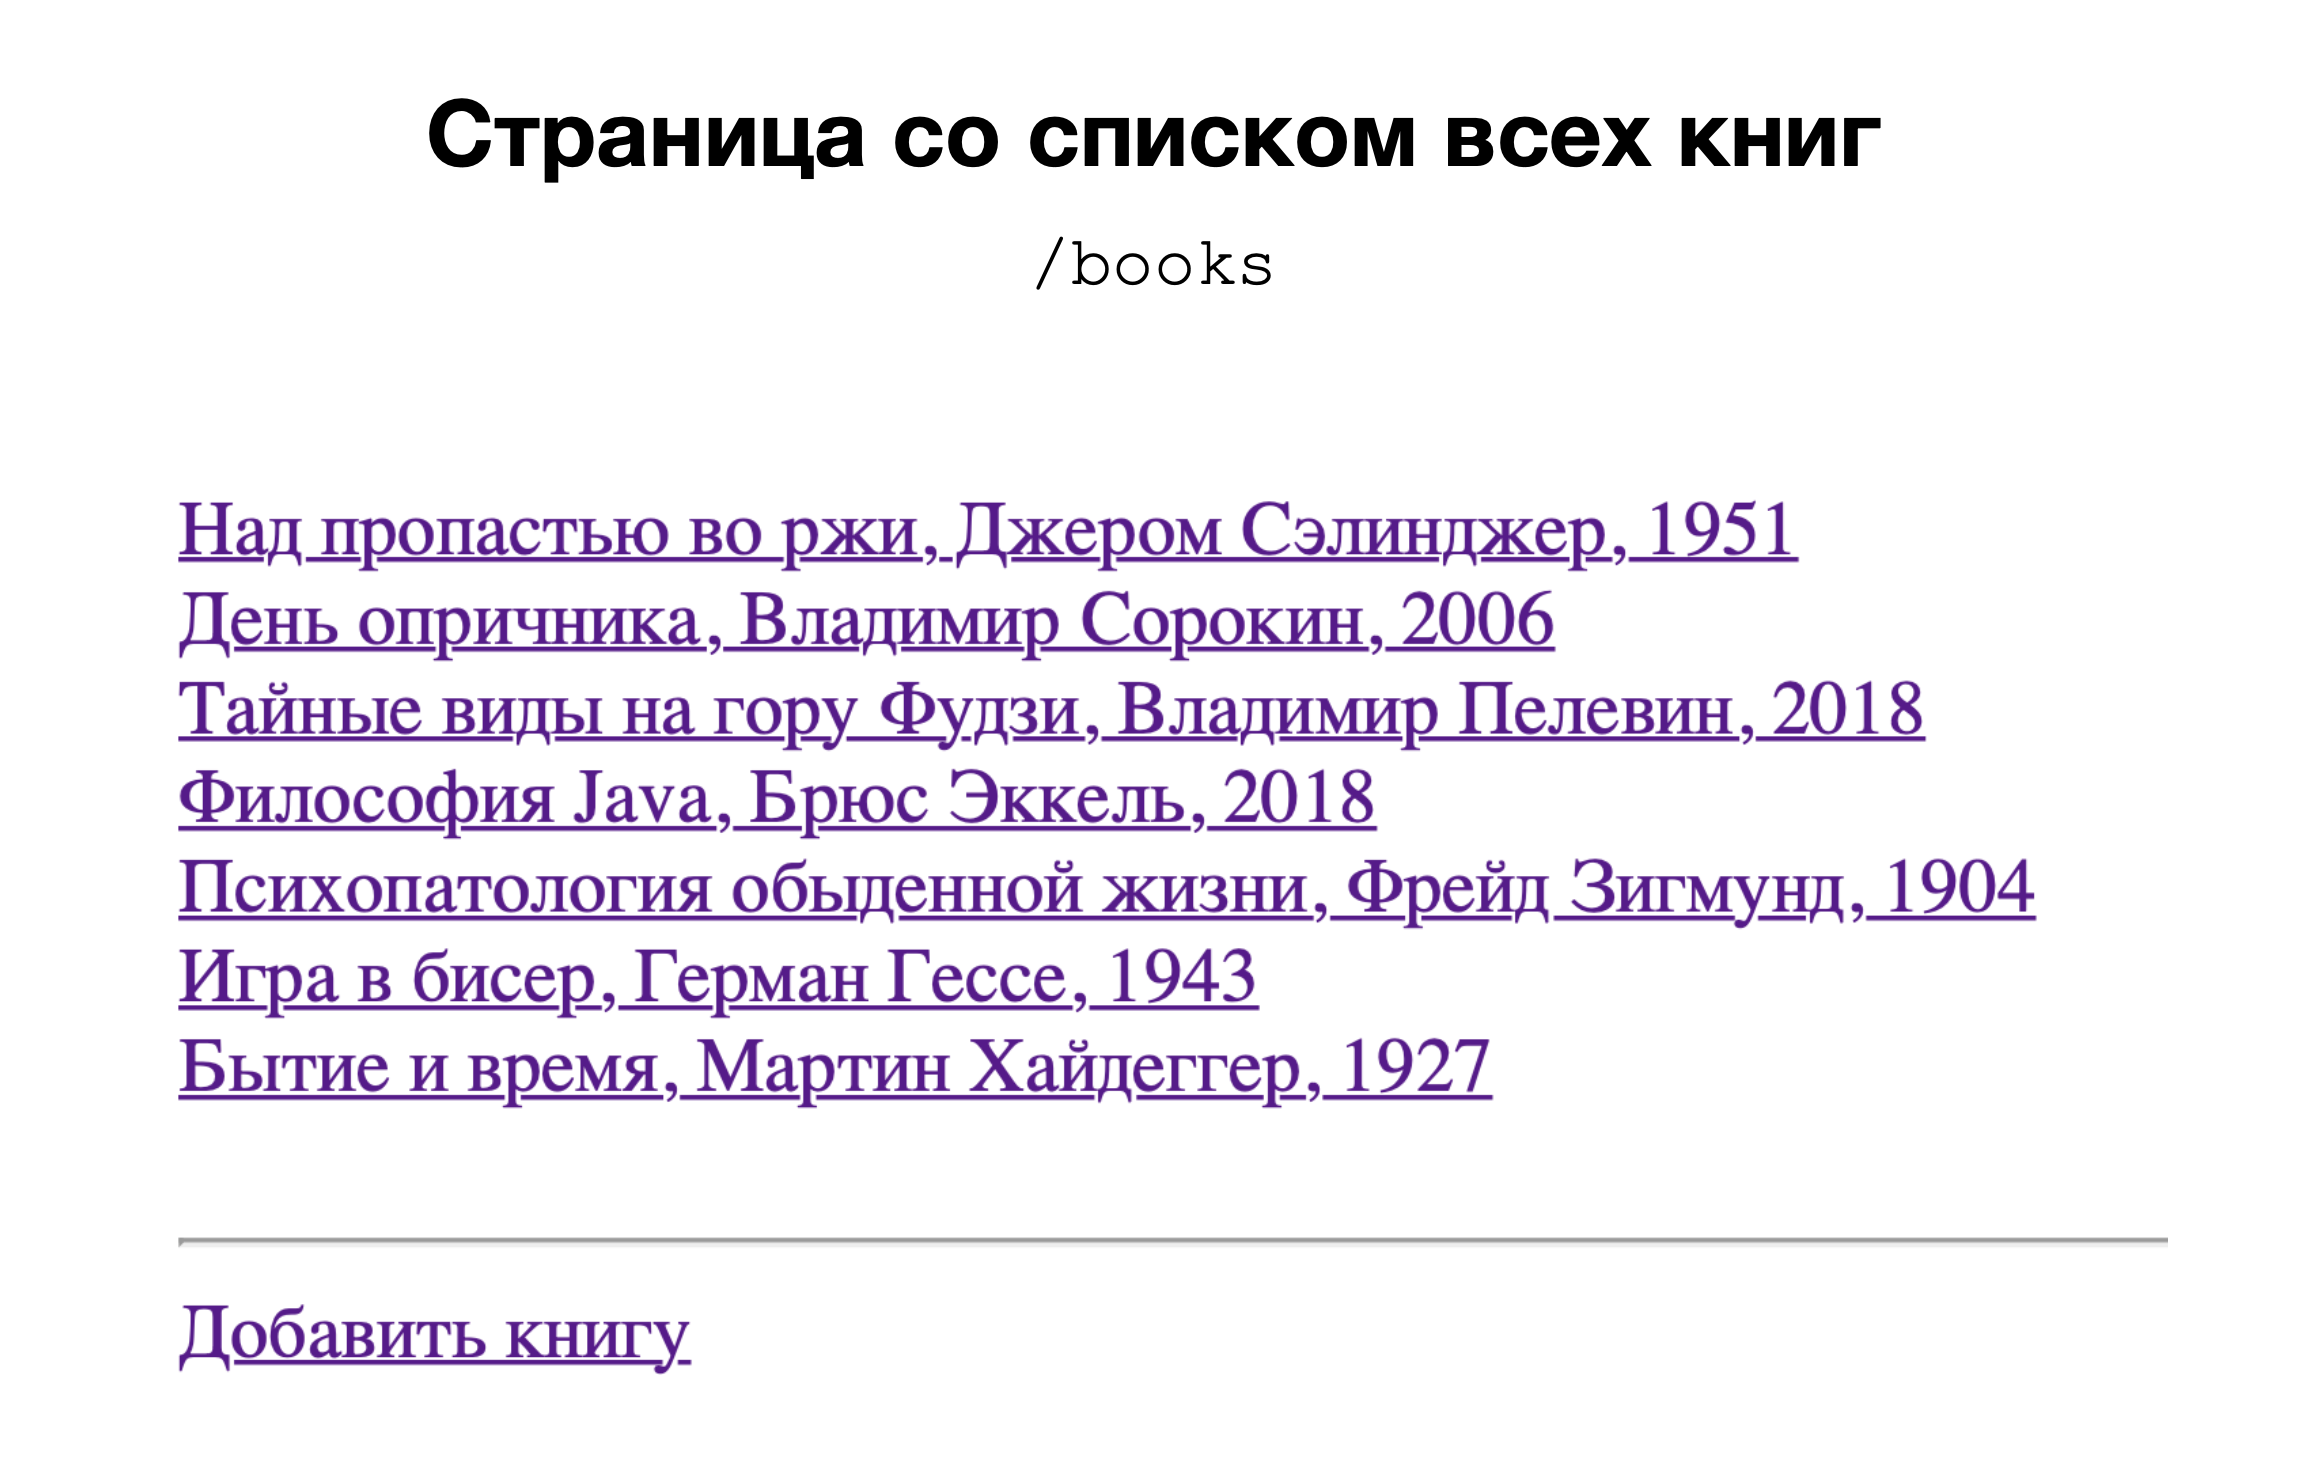 Страница со списком всех книг
/books
Над пропастью во ржи, Джером Сэлинджер, 1951
День опричника, Владимир Сорокин, 2006
Тайные виды на гору Фудзи, Владимир Пелевин, 2018
Философия Java, Брюс Эккель, 2018
Психопатология обыденной жизни, Фрейд Зигмунд, 1904
Игра в бисер, Герман Гессе, 1943
Бытие и время, Мартин Хайдеггер, 1927
Добавить книгу